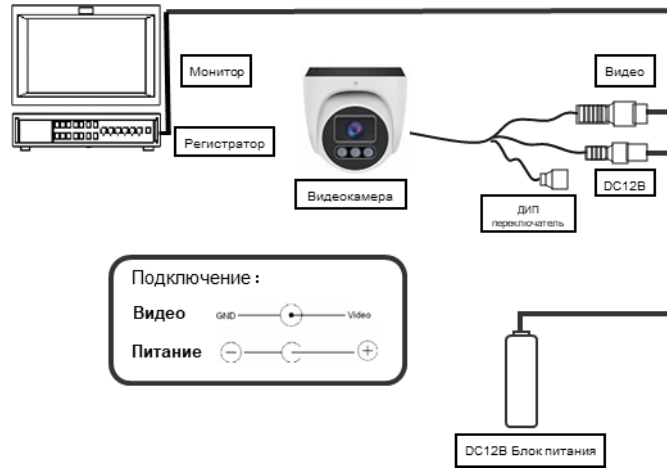 Монитор
Видео
Регистратор
Видеокамера
DC12В
ДИП
переключатель
Подключение:
Видео GND Video
Питание − +
DC12В Блок питания